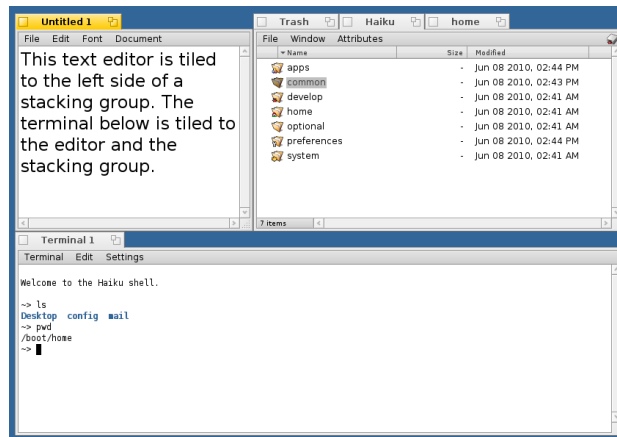 Untitled 1
File Edit Font Document
This text editor is tiled
to the left side of a
stacking group. The
terminal below is tiled to
the editor and the
stacking group.
Trash Haiku home
File Window Attributes
Name Size Modified
apps - Jun 08 2010, 02:44 PM
common - Jun 08 2010, 02:43 PM
develop - Jun 08 2010, 02:41 AM
home - Jun 08 2010, 02:41 AM
optional - Jun 08 2010, 02:41 AM
preferences - Jun 08 2010, 02:44 PM
system - Jun 08 2010, 02:41 AM
7 items
Terminal 1
Terminal Edit Settings
Welcome to the Haiku shell.
~> ls
Desktop config mail
~> pwd
/boot/home
~>